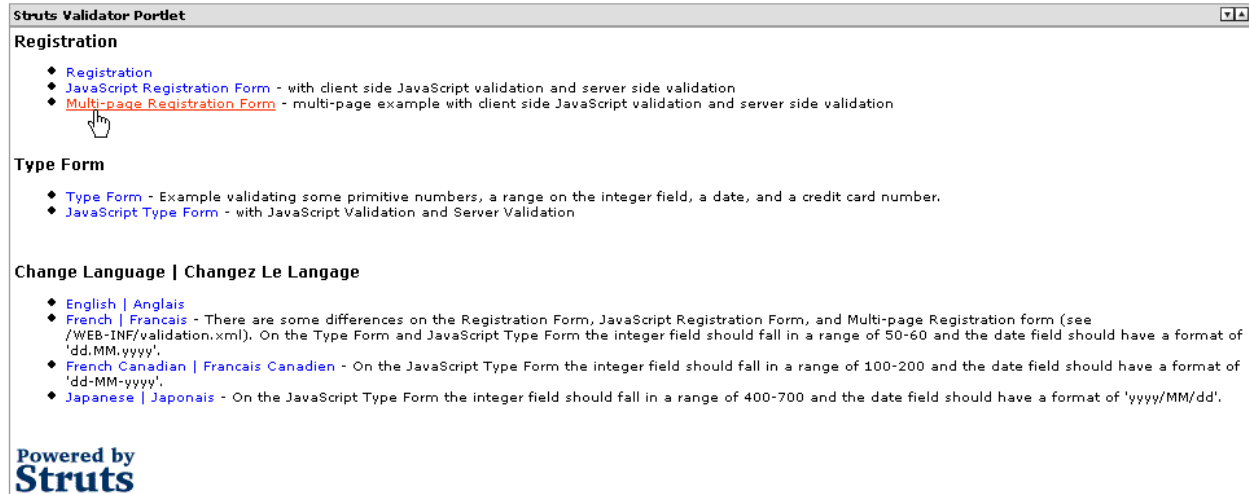 Struts Validator Portlet
Registration
Registration
JavaScript Registration Form - with client side JavaScript validation and server side validation
Multi-page Registration Form - multi-page example with client side JavaScript validation and server side validation
Type Form
Type Form - Example validating some primitive numbers, a range on the integer field, a date, and a credit card number.
JavaScript Type Form - with JavaScript Validation and Server Validation
Change Language | Changez Le Langage
English | Anglais
French | Francais - There are some differences on the Registration Form, JavaScript Registration Form, and Multi-page Registration form (see
/WEB-INF/validation.xml). On the Type Form and JavaScript Type Form the integer field should fall in a range of 50-60 and the date field should have a format of
'dd.MM.yyyy'.
French Canadian | Francais Canadien - On the JavaScript Type Form the integer field should fall in a range of 100-200 and the date field should have a format of
'dd-MM-yyyy'.
Japanese | Japonais - On the JavaScript Type Form the integer field should fall in a range of 400-700 and the date field should have a format of 'yyyy/MM/dd'.
Powered by
Struts